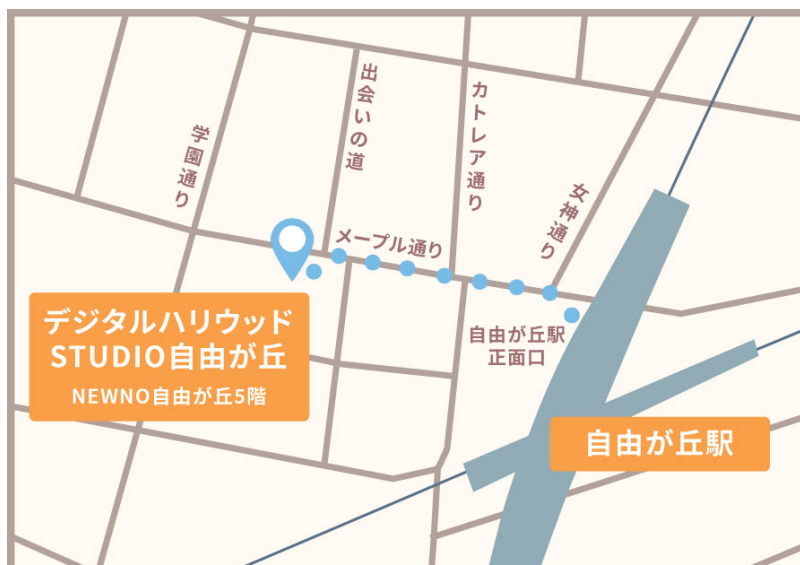 出会いの道
カトレア通り
学園通り
女神通り
メープル通り
デジタルハリウッド
STUDIO自由が丘
NEWNO自由が丘5階
自由が丘駅
正面口
自由が丘駅